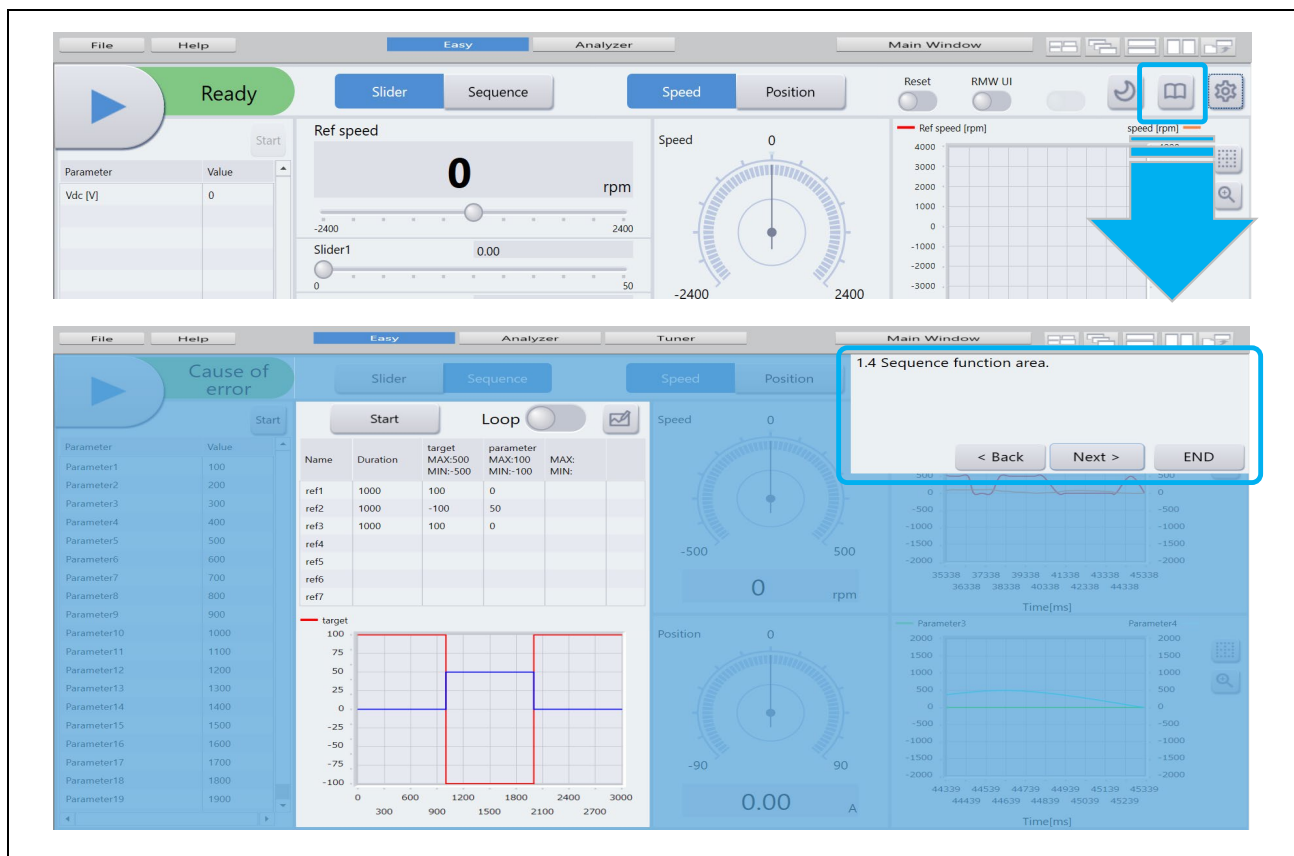 File Help Easy Analyzer Main Window
Ready Slider Sequence Speed Position Reset RMW UI
Start
Parameter Value
Vdc [V] 0
Ref speed
0 rpm
-2400 2400
Slider1 0.00
0 50
Speed 0
-2400 2400
Ref speed [rpm] speed [rpm]
4000
3000
2000
1000
0
-1000
-2000
-3000
File Help Easy Analyzer Tuner Main Window
Cause of
error
Slider Sequence Speed Position
Start
Parameter Value
Parameter1 100
Parameter2 200
Parameter3 300
Parameter4 400
Parameter5 500
Parameter6 600
Parameter7 700
Parameter8 800
Parameter9 900
Parameter10 1000
Parameter11 1100
Parameter12 1200
Parameter13 1300
Parameter14 1400
Parameter15 1500
Parameter16 1600
Parameter17 1700
Parameter18 1800
Parameter19 1900
Start Loop
Name Duration target MAX:500 MIN:-500 parameter MAX:100 MIN:-100 MAX: MIN:
ref1 1000 100 0
ref2 1000 -100 50
ref3 1000 100 0
ref4
ref5
ref6
ref7
target
100
75
50
25
0
-25
-50
-75
-100
0 600 1200 1800 2400 3000
300 900 1500 2100 2700
Speed 0
-500 500
0 rpm
Position 0
-90 90
0.00 A
1.4 Sequence function area.
< Back Next > END
500 500
0 0
-500 -500
-1000 -1000
-1500 -1500
-2000 -2000
35338 37338 39338 41338 43338 45338
36338 38338 40338 42338 44338
Time[ms]
Parameter3 Parameter4
2000 2000
1500 1500
1000 1000
500 500
0 0
-500 -500
-1000 -1000
-1500 -1500
-2000 -2000
44339 44539 44739 44939 45139 45339
44439 44639 44839 45039 45239
Time[ms]